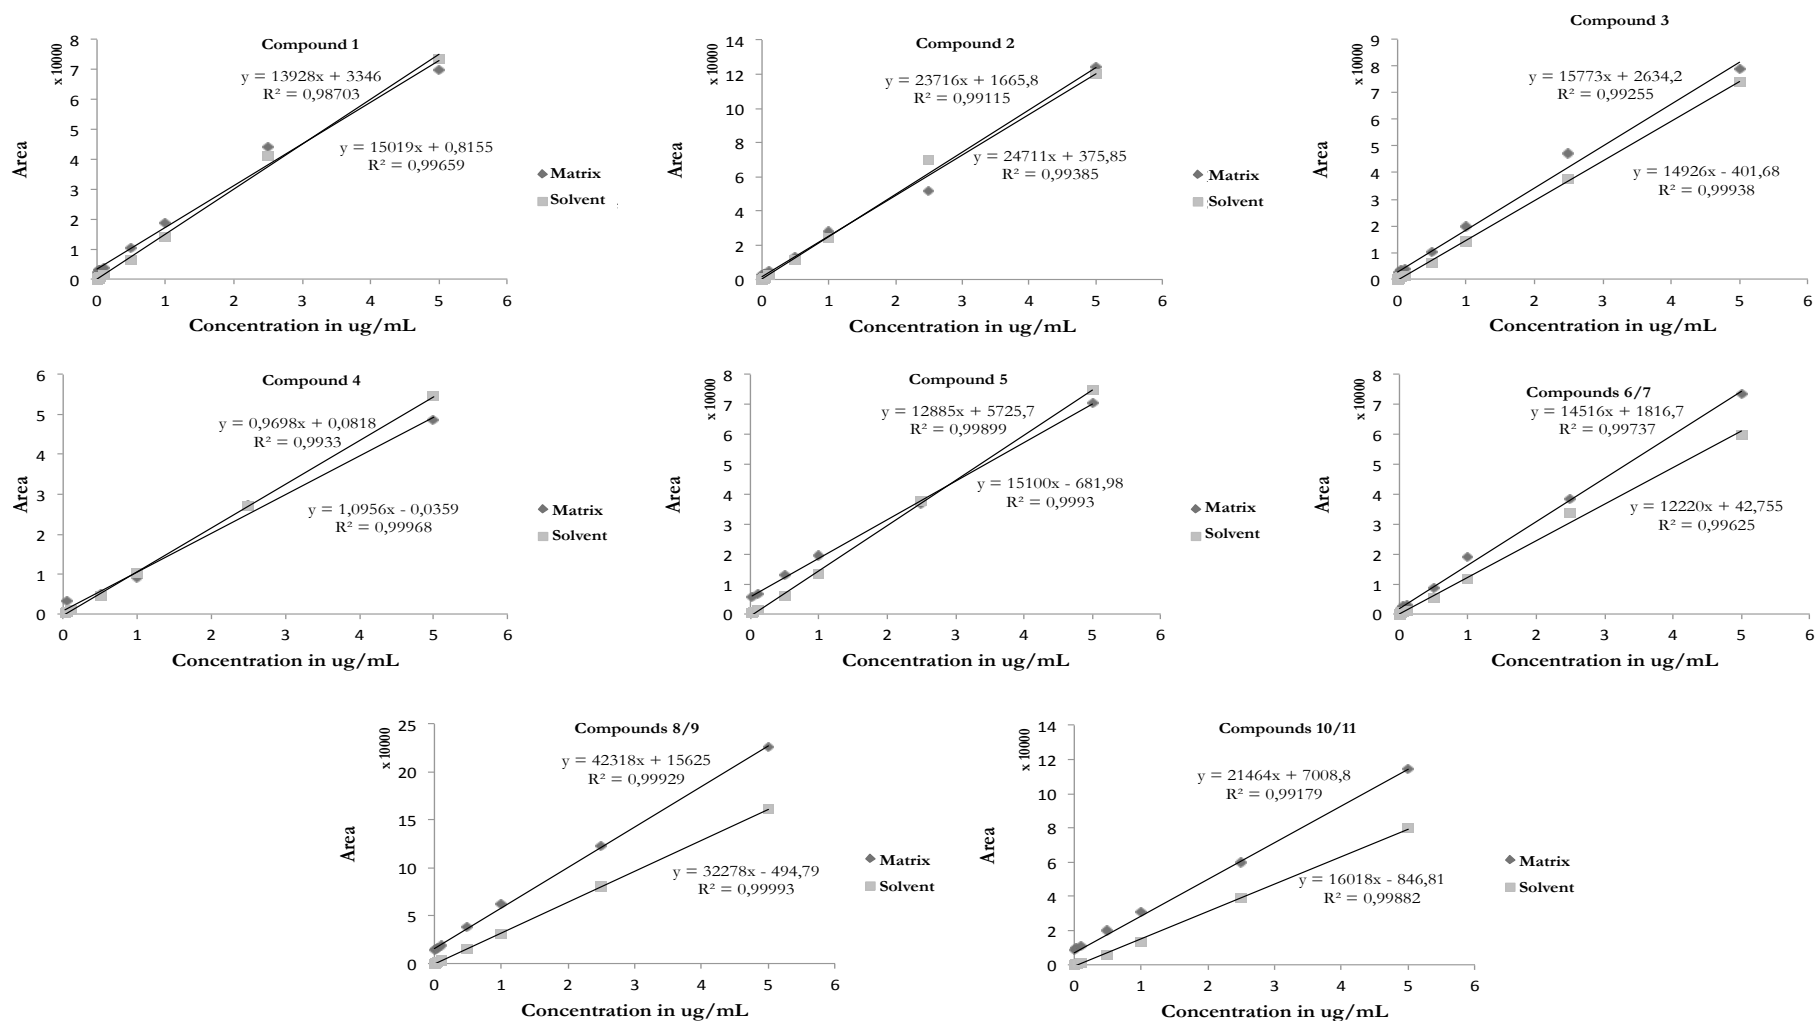 Compound 1
x 10000
8
7
6
5
4
3
2
1
0
Area
y = 13928x + 3346
R² = 0,98703
y = 15019x + 0,8155
R² = 0,99659
Matrix
Solvent
0 1 2 3 4 5 6
Concentration in ug/mL
Compound 2
x 10000
14
12
10
8
6
4
2
0
Area
y = 23716x + 1665,8
R² = 0,99115
y = 24711x + 375,85
R² = 0,99385
Matrix
Solvent
0 1 2 3 4 5 6
Concentration in ug/mL
Compound 3
x 10000
9
8
7
6
5
4
3
2
1
0
Area
y = 15773x + 2634,2
R² = 0,99255
y = 14926x - 401,68
R² = 0,99938
Matrix
Solvent
0 1 2 3 4 5 6
Concentration in ug/mL
Compound 4
6
5
4
3
2
1
0
Area
y = 0,9698x + 0,0818
R² = 0,9933
y = 1,0956x - 0,0359
R² = 0,99968
Matrix
Solvent
0 1 2 3 4 5 6
Concentration in ug/mL
Compound 5
x 10000
8
7
6
5
4
3
2
1
0
Area
y = 12885x + 5725,7
R² = 0,99899
y = 15100x - 681,98
R² = 0,9993
Matrix
Solvent
0 1 2 3 4 5 6
Concentration in ug/mL
Compounds 6/7
x 10000
8
7
6
5
4
3
2
1
0
Area
y = 14516x + 1816,7
R² = 0,99737
y = 12220x + 42,755
R² = 0,99625
Matrix
Solvent
0 1 2 3 4 5 6
Concentration in ug/mL
Compounds 8/9
x 10000
25
20
15
10
5
0
Area
y = 42318x + 15625
R² = 0,99929
y = 32278x - 494,79
R² = 0,99993
Matrix
Solvent
0 1 2 3 4 5 6
Concentration in ug/mL
Compounds 10/11
x 10000
14
12
10
8
6
4
2
0
Area
y = 21464x + 7008,8
R² = 0,99179
y = 16018x - 846,81
R² = 0,99882
Matrix
Solvent
0 1 2 3 4 5 6
Concentration in ug/mL